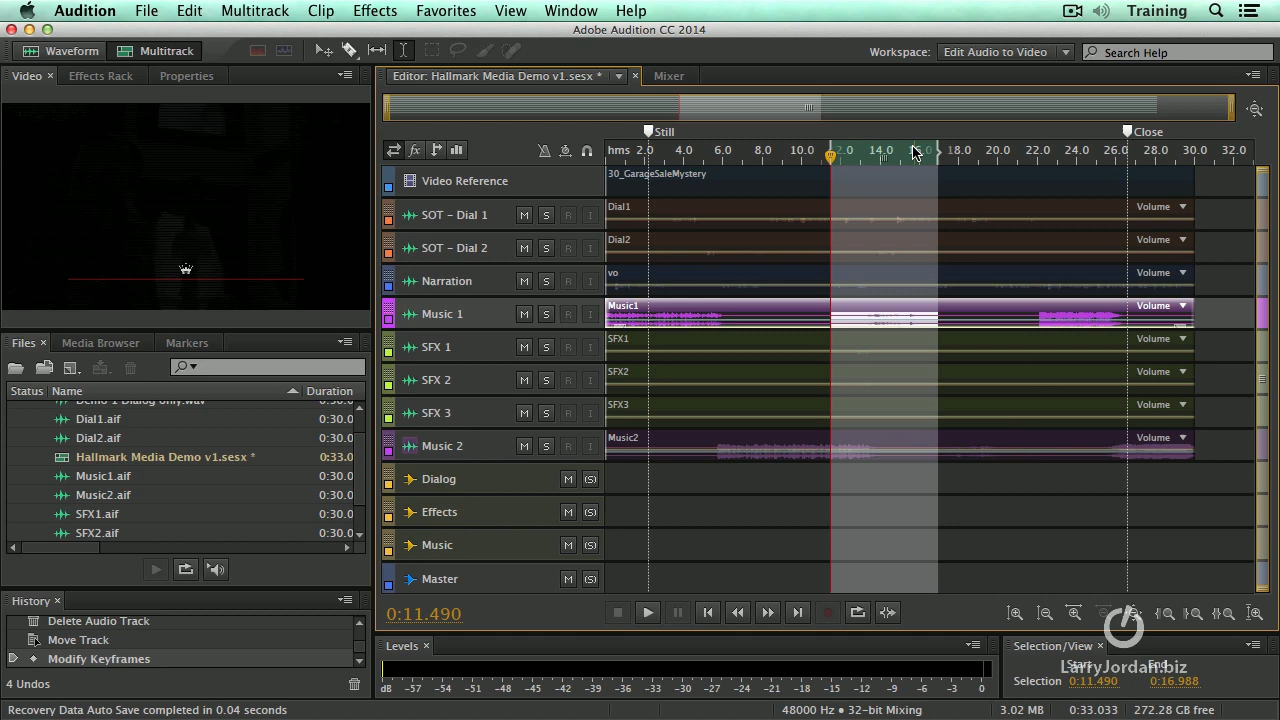 Audition File Edit Multitrack Clip Effects Favorites View Window Help Training
Adobe Audition CC 2014
Waveform Multitrack Workspace: Edit Audio to Video Search Help
Video × Effects Rack Properties Editor: Hallmark Media Demo v1.sesx * × Mixer
Still Close
fx hms 2.0 4.0 6.0 8.0 10.0 2.0 14.0 18.0 20.0 22.0 24.0 26.0 28.0 30.0 32.0
Video Reference 30_GarageSaleMystery
SOT - Dial 1 M S R I Dial1 Volume
SOT - Dial 2 M S R I Dial2 Volume
Narration M S R I vo Volume
Music 1 M S R I Music1 Volume
SFX 1 M S R I SFX1 Volume
SFX 2 M S R I SFX2 Volume
SFX 3 M S R I SFX3 Volume
Music 2 M S R I Music2 Volume
Dialog M (S)
Effects M (S)
Music M (S)
Master M (S)
0:11.490
Files × Media Browser Markers
Status Name Duration
Demo 1 Dialog only.wav 0:30.0
Dial1.aif 0:30.0
Dial2.aif 0:30.0
Hallmark Media Demo v1.sesx * 0:33.0
Music1.aif 0:30.0
Music2.aif 0:30.0
SFX1.aif 0:30.0
SFX2.aif 0:30.0
History ×
Delete Audio Track
Move Track
Modify Keyframes
4 Undos
Levels ×
dB -57 -54 -51 -48 -45 -42 -39 -36 -33 -30 -27 -24 -21 -18 -15 -12 -9 -6 -3 0
Selection/View ×
Start End
LarryJordan.biz
Selection 0:11.490 0:16.988
Recovery Data Auto Save completed in 0.04 seconds 48000 Hz • 32-bit Mixing 3.02 MB 0:33.033 272.28 GB free